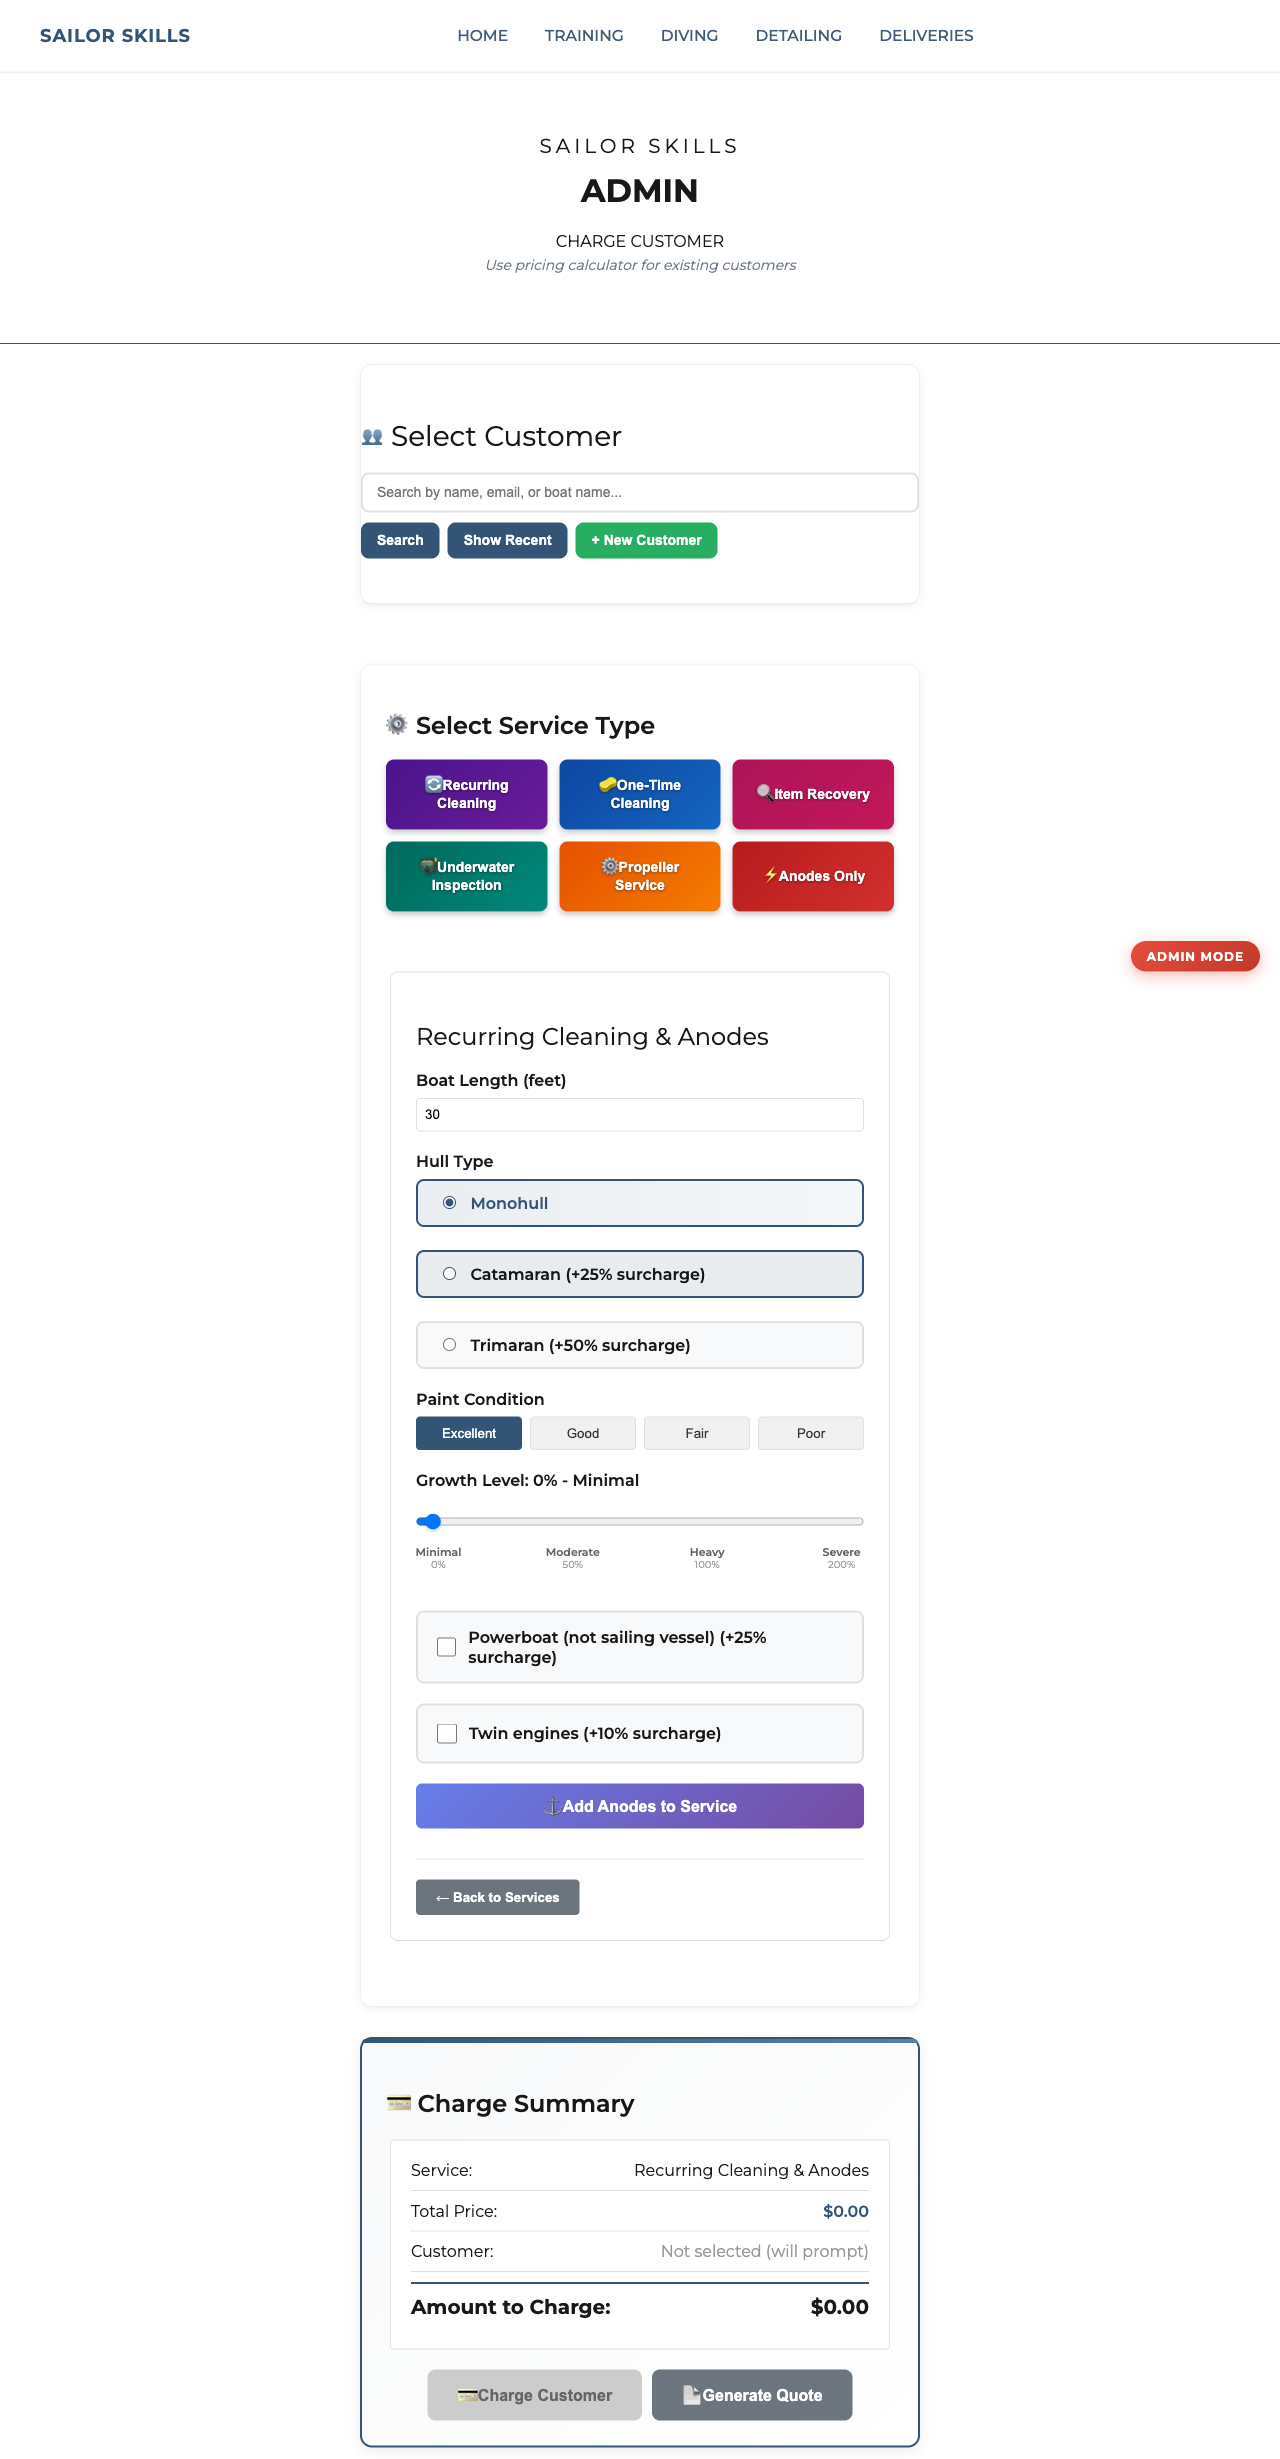 SAILOR SKILLS
HOME TRAINING DIVING DETAILING DELIVERIES
SAILOR SKILLS
ADMIN
CHARGE CUSTOMER
Use pricing calculator for existing customers
Select Customer
Search by name, email, or boat name...
Search Show Recent + New Customer
Select Service Type
Recurring Cleaning
One-Time Cleaning
Item Recovery
Underwater Inspection
Propeller Service
Anodes Only
ADMIN MODE
Recurring Cleaning & Anodes
Boat Length (feet)
30
Hull Type
Monohull
Catamaran (+25% surcharge)
Trimaran (+50% surcharge)
Paint Condition
Excellent Good Fair Poor
Growth Level: 0% - Minimal
Minimal Moderate Heavy Severe
0% 50% 100% 200%
Powerboat (not sailing vessel) (+25%
surcharge)
Twin engines (+10% surcharge)
Add Anodes to Service
← Back to Services
Charge Summary
Service: Recurring Cleaning & Anodes
Total Price: $0.00
Customer: Not selected (will prompt)
Amount to Charge: $0.00
Charge Customer Generate Quote